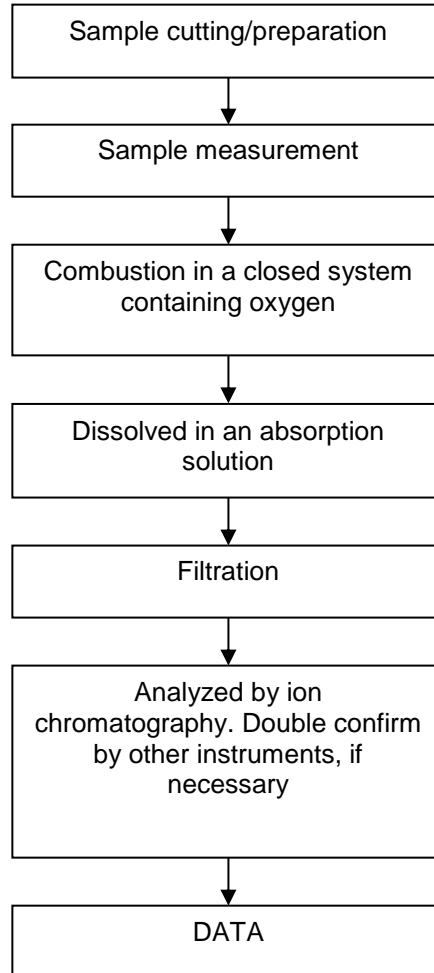 Sample cutting/preparation
Sample measurement
Combustion in a closed system
containing oxygen
Dissolved in an absorption
solution
Filtration
Analyzed by ion
chromatography. Double confirm
by other instruments, if
necessary
DATA